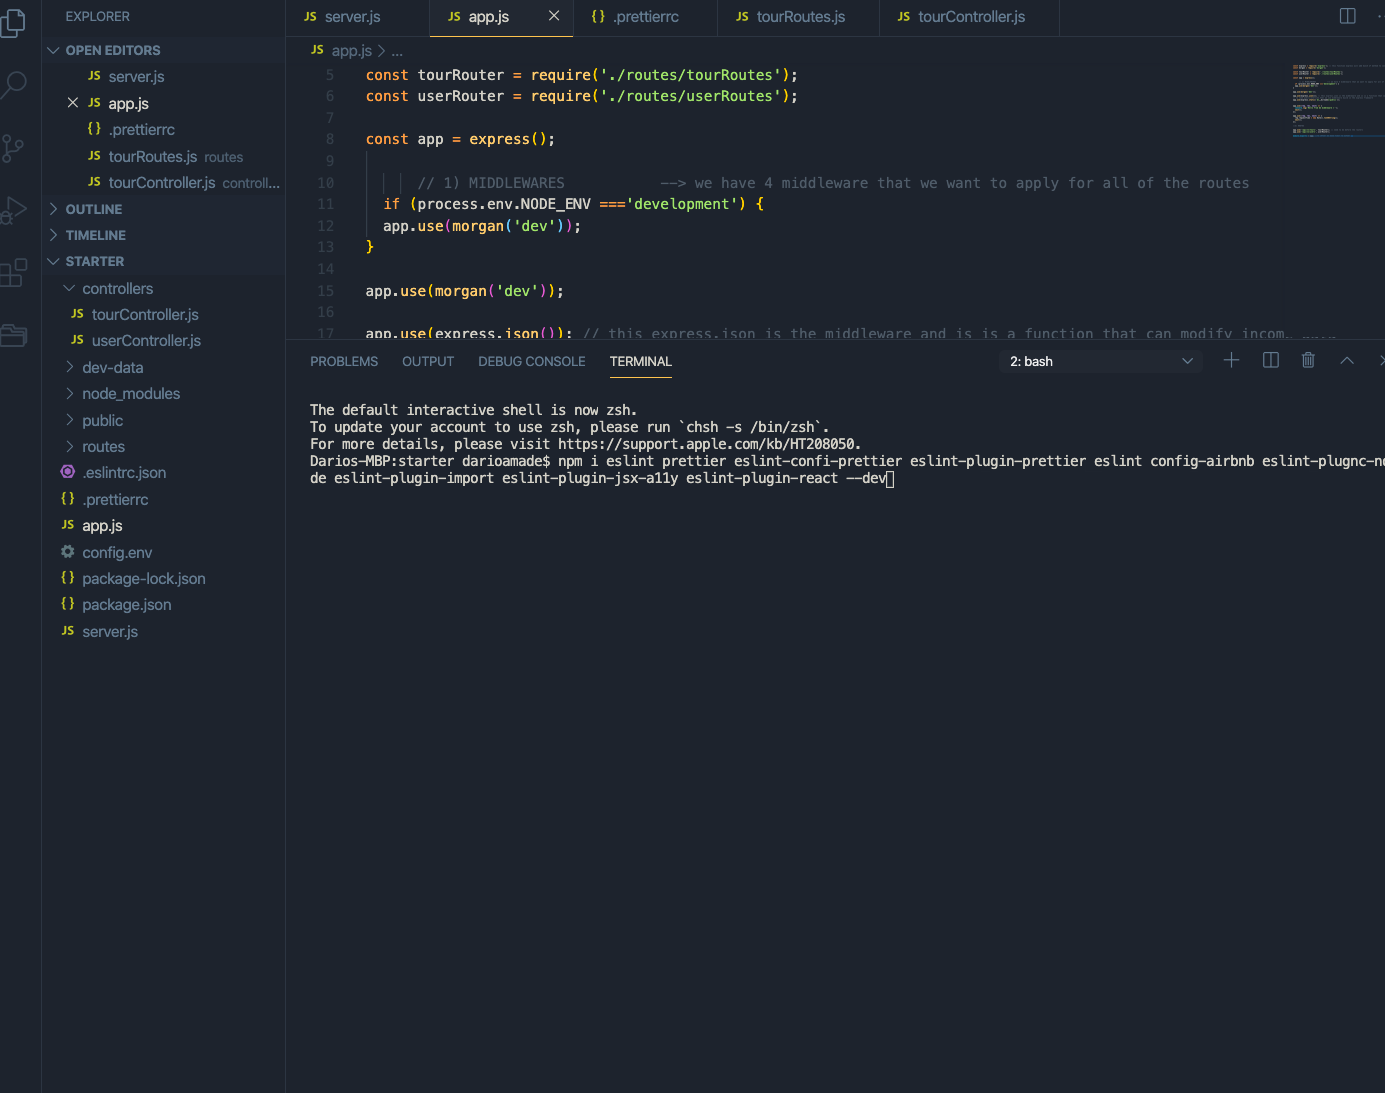 EXPLORER
OPEN EDITORS
JS server.js
JS app.js
{} .prettierrc
JS tourRoutes.js routes
JS tourController.js controll...
OUTLINE
TIMELINE
STARTER
controllers
JS tourController.js
JS userController.js
dev-data
node_modules
public
routes
.eslintrc.json
{} .prettierrc
JS app.js
config.env
{} package-lock.json
{} package.json
JS server.js
JS server.js JS app.js {} .prettierrc JS tourRoutes.js JS tourController.js
JS app.js > ...
5 const tourRouter = require('./routes/tourRoutes');
6 const userRouter = require('./routes/userRoutes');
7
8 const app = express();
9
10 // 1) MIDDLEWARES --> we have 4 middleware that we want to apply for all of the routes
11 if (process.env.NODE_ENV ==='development') {
12 app.use(morgan('dev'));
13 }
14
15 app.use(morgan('dev'));
16
17 app.use(express.json()); // this express.json is the middleware and is is a function that can modify incom
PROBLEMS OUTPUT DEBUG CONSOLE TERMINAL 2: bash
The default interactive shell is now zsh.
To update your account to use zsh, please run `chsh -s /bin/zsh`.
For more details, please visit https://support.apple.com/kb/HT208050.
Darios-MBP:starter darioamade$ npm i eslint prettier eslint-confi-prettier eslint-plugin-prettier eslint config-airbnb eslint-plugnc-no
de eslint-plugin-import eslint-plugin-jsx-a11y eslint-plugin-react --dev